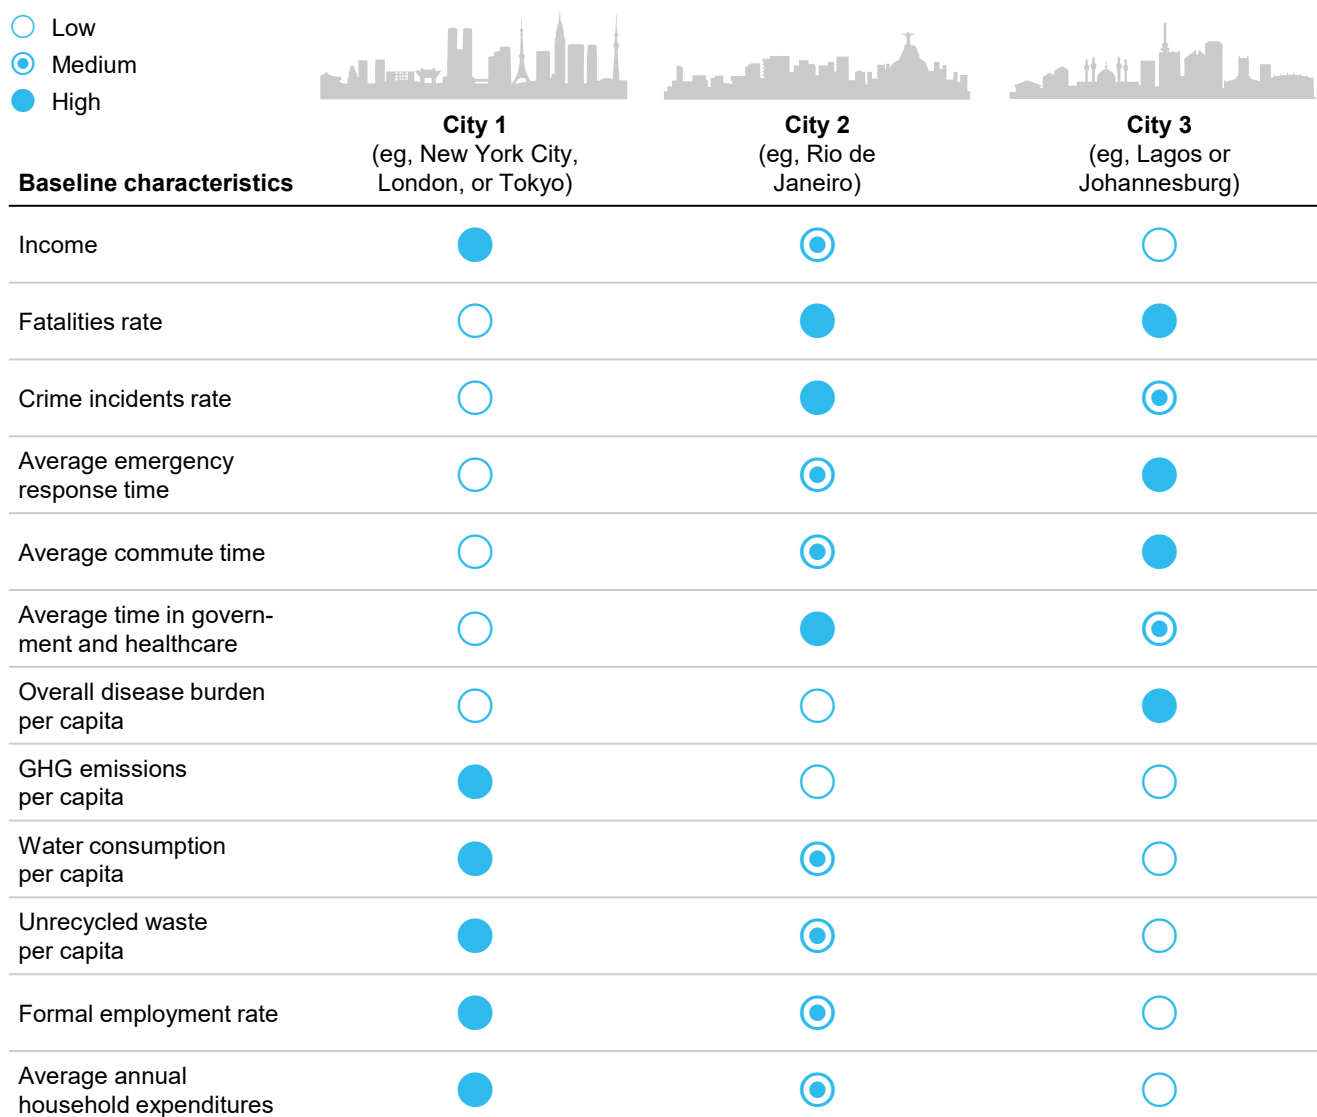 Low
Medium
High
City 1
(eg, New York City,
London, or Tokyo)
City 2
(eg, Rio de
Janeiro)
City 3
(eg, Lagos or
Johannesburg)
Baseline characteristics
Income
Fatalities rate
Crime incidents rate
Average emergency
response time
Average commute time
Average time in govern-
ment and healthcare
Overall disease burden
per capita
GHG emissions
per capita
Water consumption
per capita
Unrecycled waste
per capita
Formal employment rate
Average annual
household expenditures